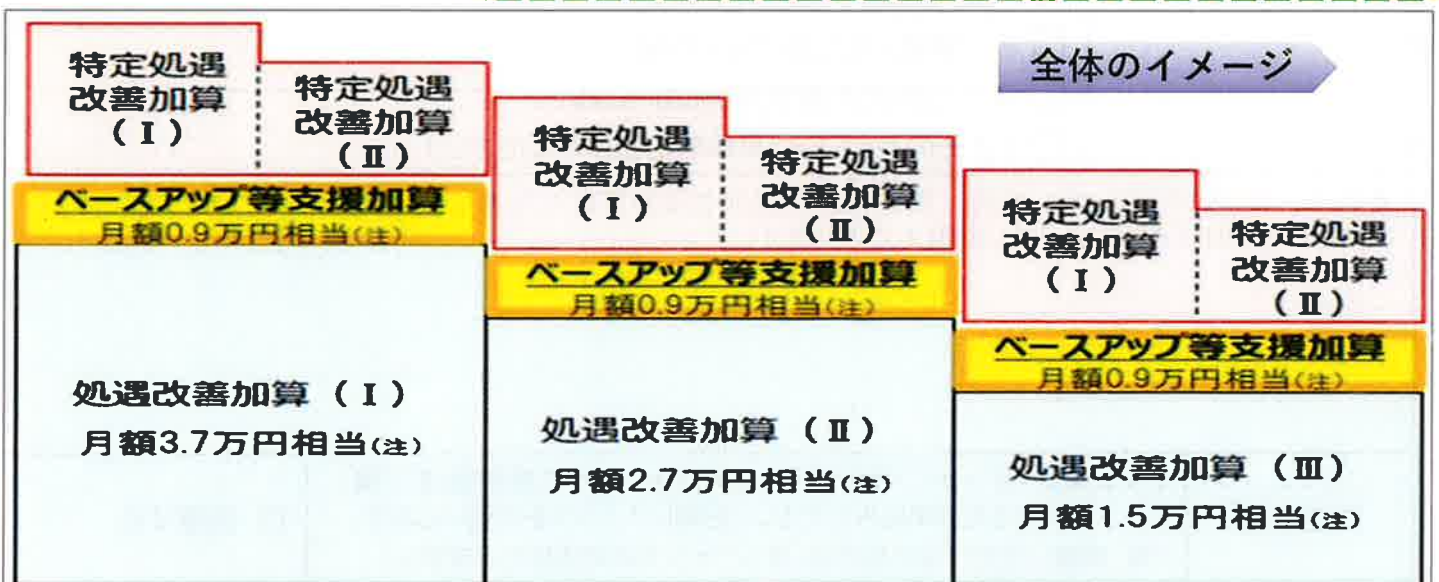 全体のイメージ
特定処遇
改善加算
（Ⅰ）
特定処遇
改善加算
（Ⅱ）
ベースアップ等支援加算
月額0.9万円相当(注)
処遇改善加算（Ⅰ）
月額3.7万円相当(注)
特定処遇
改善加算
（Ⅰ）
特定処遇
改善加算
（Ⅱ）
ベースアップ等支援加算
月額0.9万円相当(注)
処遇改善加算（Ⅱ）
月額2.7万円相当(注)
特定処遇
改善加算
（Ⅰ）
特定処遇
改善加算
（Ⅱ）
ベースアップ等支援加算
月額0.9万円相当(注)
処遇改善加算（Ⅲ）
月額1.5万円相当(注)